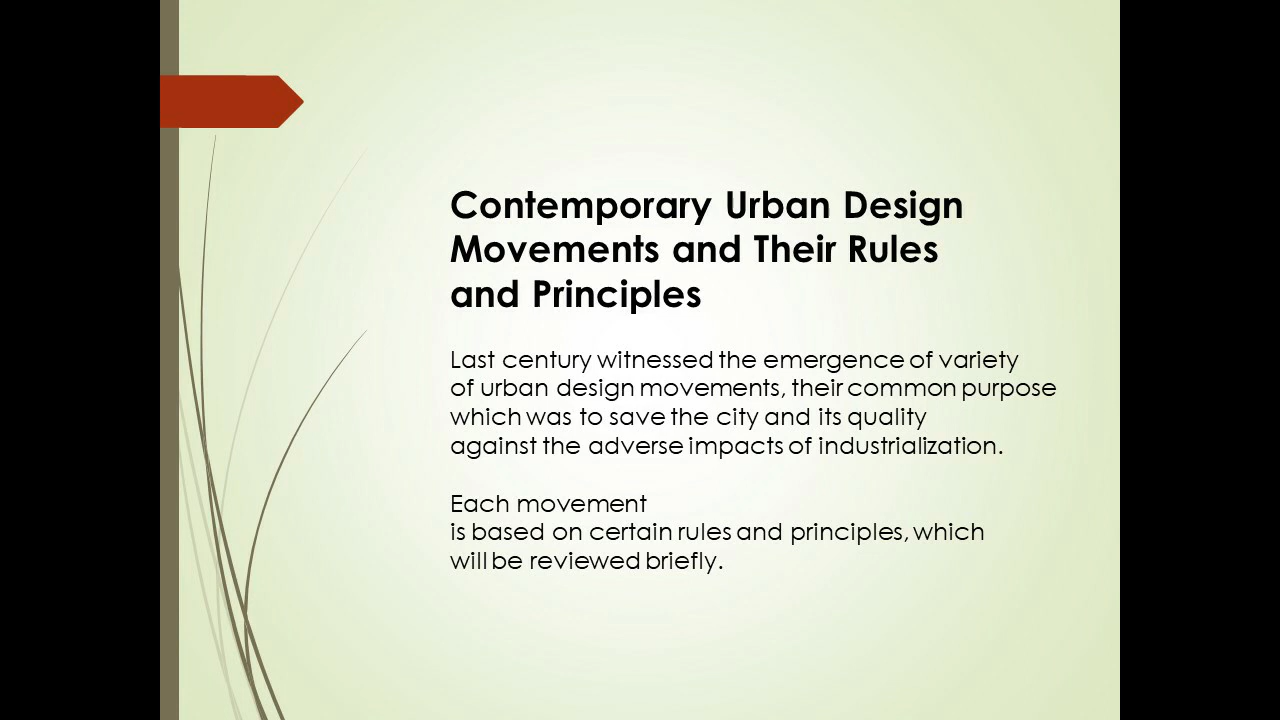 Contemporary Urban Design
Movements and Their Rules
and Principles
Last century witnessed the emergence of variety
of urban design movements, their common purpose
which was to save the city and its quality
against the adverse impacts of industrialization.
Each movement
is based on certain rules and principles, which
will be reviewed briefly.